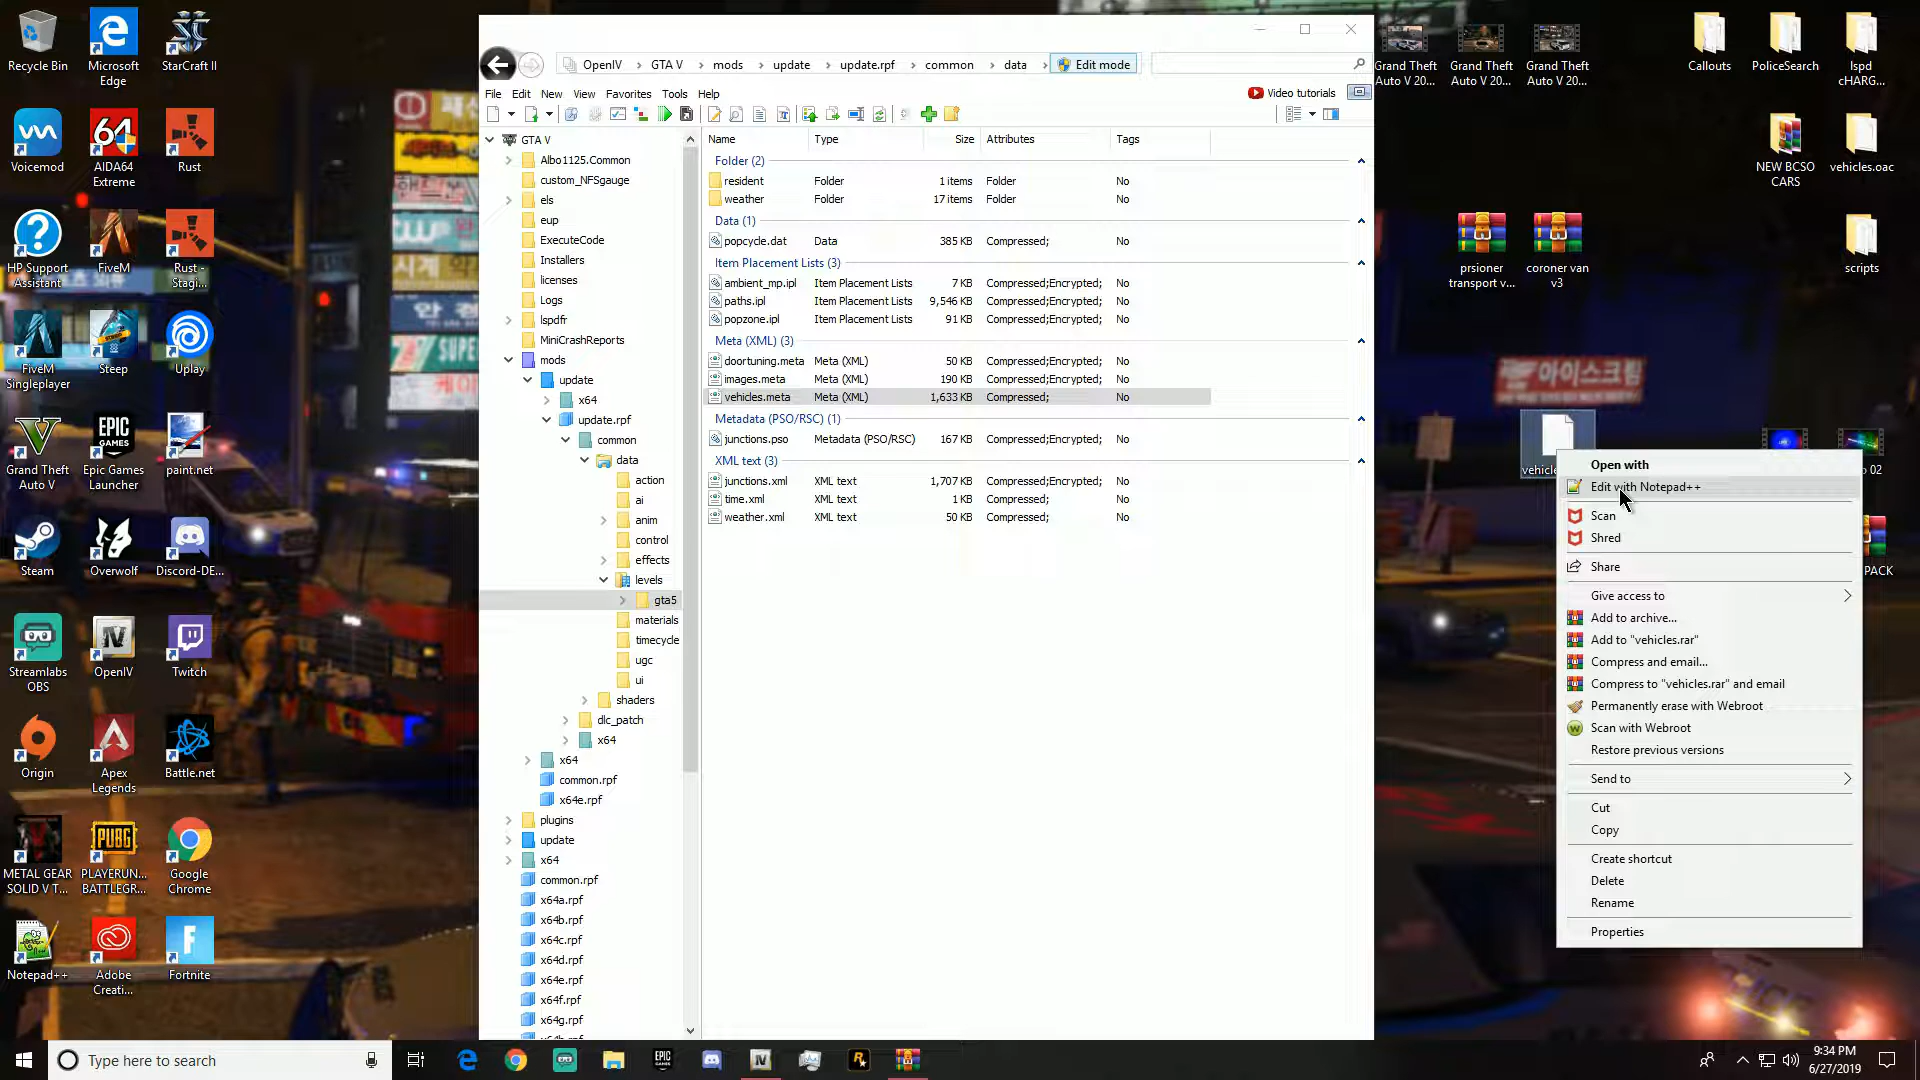 Recycle Bin
Microsoft
Edge
StarCraft II
Voicemod
AIDA64
Extreme
Rust
HP Support
Assistant
FiveM
Rust -
Stagi...
FiveM
Singleplayer
Steep
Uplay
Grand Theft
Auto V
Epic Games
Launcher
paint.net
Steam
Overwolf
Discord-DE...
Streamlabs
OBS
OpenIV
Twitch
Origin
Apex
Legends
Battle.net
METAL GEAR
SOLID V T...
PLAYERUN...
BATTLEGR...
Google
Chrome
Notepad++
Adobe
Creati...
Fortnite
OpenIV
GTA V
mods
update
update.rpf
common
data
Edit mode
File
Edit
New
View
Favorites
Tools
Help
Video tutorials
GTA V
Albo1125.Common
custom_NFSgauge
els
eup
ExecuteCode
Installers
licenses
Logs
lspdfr
MiniCrashReports
mods
update
x64
update.rpf
common
data
action
ai
anim
control
effects
levels
gta5
materials
timecycle
ugc
ui
shaders
dlc_patch
x64
x64
common.rpf
x64e.rpf
plugins
update
x64
common.rpf
x64a.rpf
x64b.rpf
x64c.rpf
x64d.rpf
x64e.rpf
x64f.rpf
x64g.rpf
Name Type Size Attributes Tags
Folder (2)
resident Folder 1 items Folder No
weather Folder 17 items Folder No
Data (1)
popcycle.dat Data 385 KB Compressed; No
Item Placement Lists (3)
ambient_mp.ipl Item Placement Lists 7 KB Compressed;Encrypted; No
paths.ipl Item Placement Lists 9,546 KB Compressed;Encrypted; No
popzone.ipl Item Placement Lists 91 KB Compressed;Encrypted; No
Meta (XML) (3)
doortuning.meta Meta (XML) 50 KB Compressed;Encrypted; No
images.meta Meta (XML) 190 KB Compressed;Encrypted; No
vehicles.meta Meta (XML) 1,633 KB Compressed; No
Metadata (PSO/RSC) (1)
junctions.pso Metadata (PSO/RSC) 167 KB Compressed;Encrypted; No
XML text (3)
junctions.xml XML text 1,707 KB Compressed;Encrypted; No
time.xml XML text 1 KB Compressed; No
weather.xml XML text 50 KB Compressed; No
Grand Theft
Auto V 20...
Grand Theft
Auto V 20...
Grand Theft
Auto V 20...
Callouts
PoliceSearch
lspd
cHARG...
NEW BCSO
CARS
vehicles.oac
prsioner
transport v...
coroner van
v3
scripts
아이스크림
02
PACK
Open with
Edit with Notepad++
Scan
Shred
Share
Give access to
Add to archive...
Add to "vehicles.rar"
Compress and email...
Compress to "vehicles.rar" and email
Permanently erase with Webroot
Scan with Webroot
Restore previous versions
Send to
Cut
Copy
Create shortcut
Delete
Rename
Properties
Type here to search
9:34 PM
6/27/2019